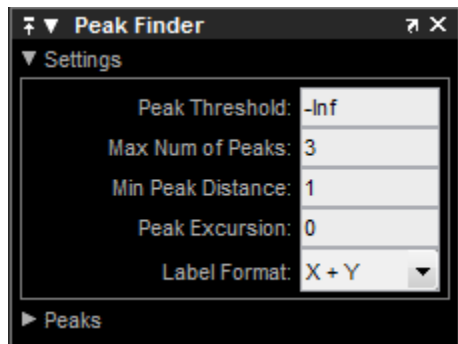 Peak Finder
Settings
Peak Threshold: -Inf
Max Num of Peaks: 3
Min Peak Distance: 1
Peak Excursion: 0
Label Format: X + Y
Peaks